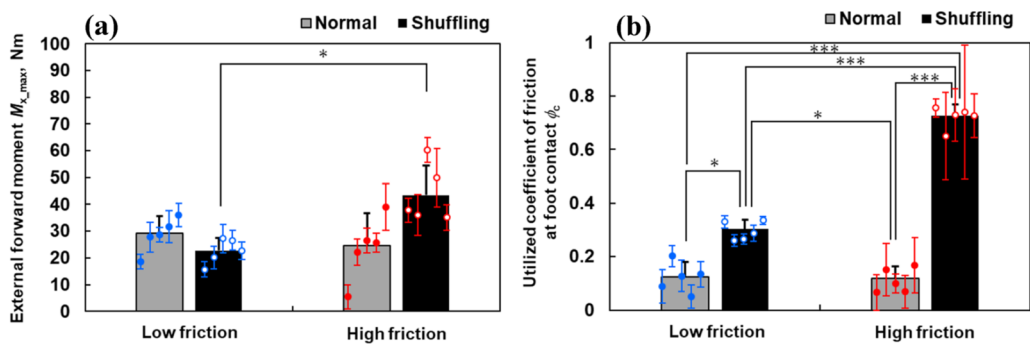 (a)
Normal
Shuffling
External forward moment Mx_max, Nm
100
90
80
70
60
50
40
30
20
10
0
*
Low friction
High friction
(b)
Normal
Shuffling
Utilized coefficient of friction
at foot contact ϕc
1
0.8
0.6
0.4
0.2
0
***
***
***
*
*
Low friction
High friction